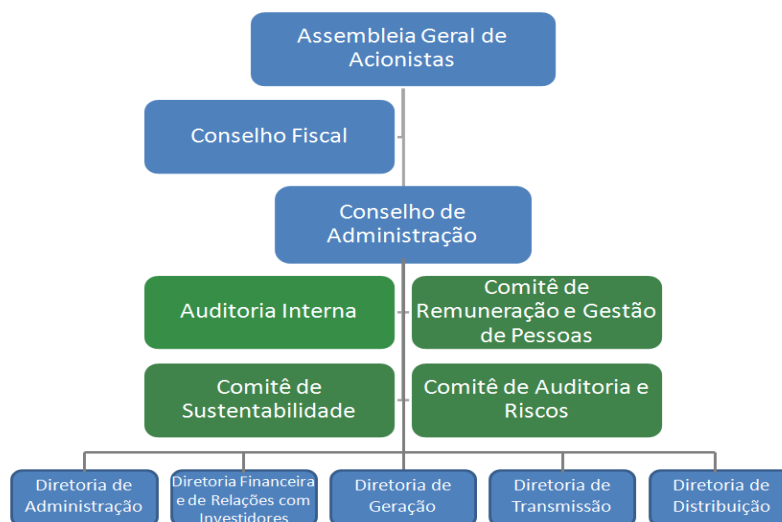 Assembleia Geral de
Acionistas
Conselho Fiscal
Conselho de
Administração
Auditoria Interna
Comitê de
Remuneração e Gestão
de Pessoas
Comitê de
Sustentabilidade
Comitê de Auditoria e
Riscos
Diretoria de
Administração
Diretoria Financeira
e de Relações com
Investidores
Diretoria de
Geração
Diretoria de
Transmissão
Diretoria de
Distribuição